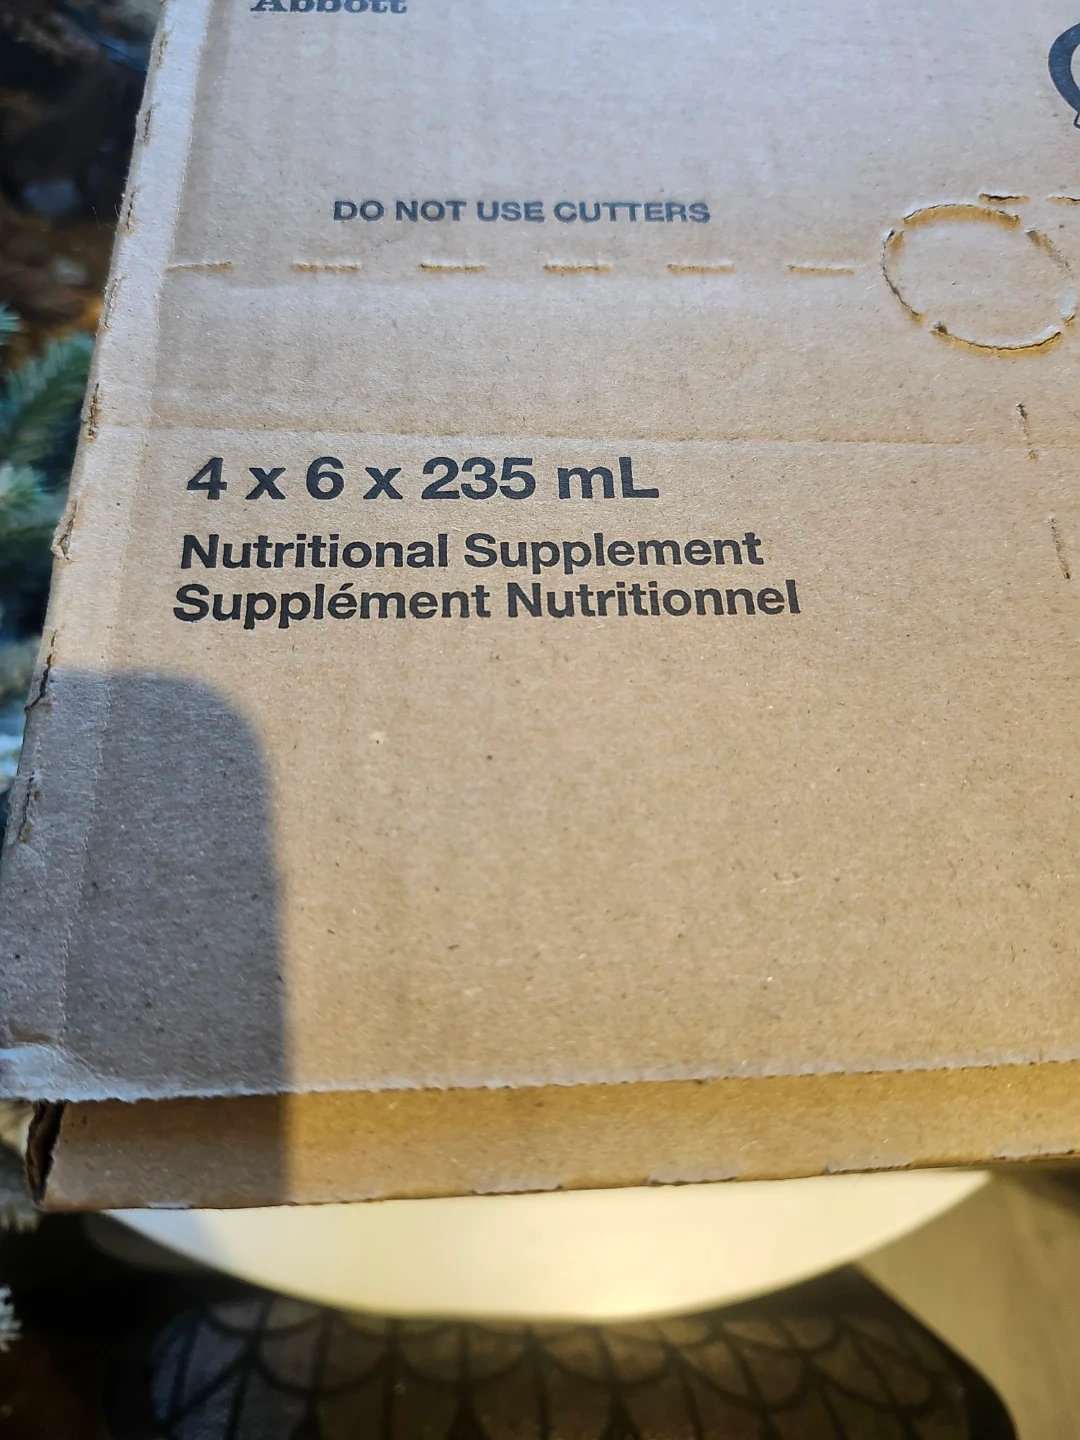 Abbott
DO NOT USE CUTTERS
4 x 6 x 235 mL
Nutritional Supplement
Supplément Nutritionnel